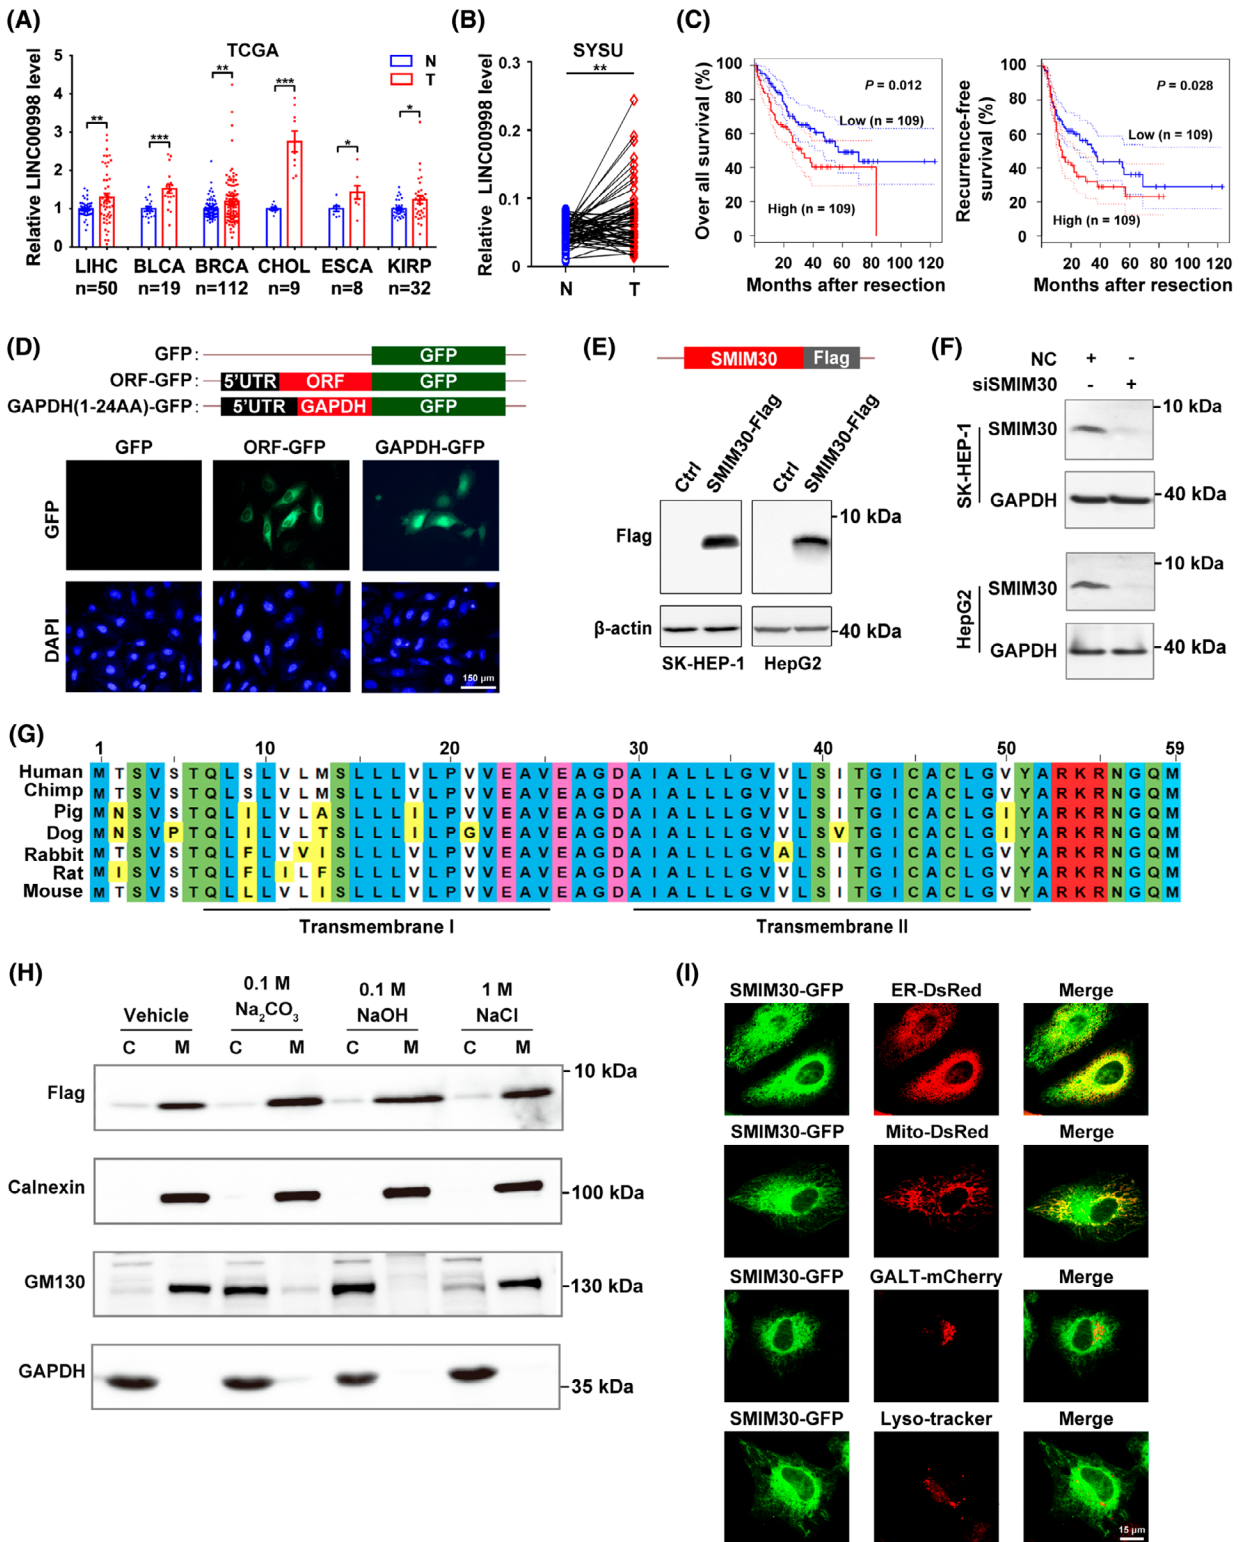 (A)
TCGA
Relative LINC00998 level
5
4
3
2
1
0
N
T
** *** ** *** * *
LIHC BLCA BRCA CHOL ESCA KIRP
n=50 n=19 n=112 n=9 n=8 n=32
(B)
SYSU
Relative LINC00998 level
0.3
0.2
0.1
0
**
N T
(C)
Over all survival (%)
100
80
60
40
20
0
P = 0.012
Low (n = 109)
High (n = 109)
20 40 60 80 100 120
Months after resection
Recurrence-free
survival (%)
100
80
60
40
20
0
P = 0.028
Low (n = 109)
High (n = 109)
20 40 60 80 100 120
Months after resection
(D)
GFP: GFP
ORF-GFP: 5'UTR ORF GFP
GAPDH(1-24AA)-GFP: 5'UTR GAPDH GFP
GFP ORF-GFP GAPDH-GFP
GFP
DAPI
150 μm
(E)
SMIM30 Flag
Ctrl SMIM30-Flag Ctrl SMIM30-Flag
Flag
10 kDa
β-actin
40 kDa
SK-HEP-1 HepG2
(F)
NC + -
siSMIM30 - +
SK-HEP-1
SMIM30
10 kDa
GAPDH
40 kDa
HepG2
SMIM30
10 kDa
GAPDH
40 kDa
(G)
1 10 20 30 40 50 59
Human MTSVSTQLSLVLMSLLLVLPVVEAVEAGDAIALLLGVVLSITGICACLGVYARKRNGQM
Chimp MTSVSTQLSLVLMSLLLVLPVVEAVEAGDAIALLLGVVLSITGICACLGVYARKRNGQM
Pig MNSVSTQLILVLASLLLILPVVEAVEAGDAIALLLGVVLSITGICACLGIYARKRNGQM
Dog MNSVPTQLILVLTSLLLILPGVEAVEAGDAIALLLGVVLSVTGICACLGIYARKRNGQM
Rabbit MTSVSTQLFLVVISLLLVLPVVEAVEAGDAIALLLGVALSITGICACLGVYARKRNGQM
Rat MISVSTQLFLILFSLLLVLPVVEAVEAGDAIALLLGVVLSITGICACLGVYARKRNGQM
Mouse MTSVSTQLLLVLISLLLVLPVVEAVEAGDAIALLLGVVLSITGICACLGVYARKRNGQM
Transmembrane I Transmembrane II
(H)
Vehicle 0.1 M Na2CO3 0.1 M NaOH 1 M NaCl
C M C M C M C M
Flag
10 kDa
Calnexin
100 kDa
GM130
130 kDa
GAPDH
35 kDa
(I)
SMIM30-GFP ER-DsRed Merge
SMIM30-GFP Mito-DsRed Merge
SMIM30-GFP GALT-mCherry Merge
SMIM30-GFP Lyso-tracker Merge
15 μm